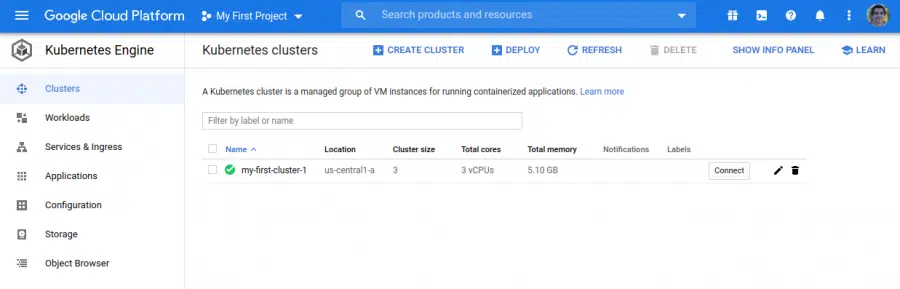 Google Cloud Platform My First Project Search products and resources
Kubernetes Engine Kubernetes clusters CREATE CLUSTER DEPLOY REFRESH DELETE SHOW INFO PANEL LEARN
Clusters
Workloads
Services & Ingress
Applications
Configuration
Storage
Object Browser
A Kubernetes cluster is a managed group of VM instances for running containerized applications. Learn more
Filter by label or name
Name Location Cluster size Total cores Total memory Notifications Labels
my-first-cluster-1 us-central1-a 3 3 vCPUs 5.10 GB Connect